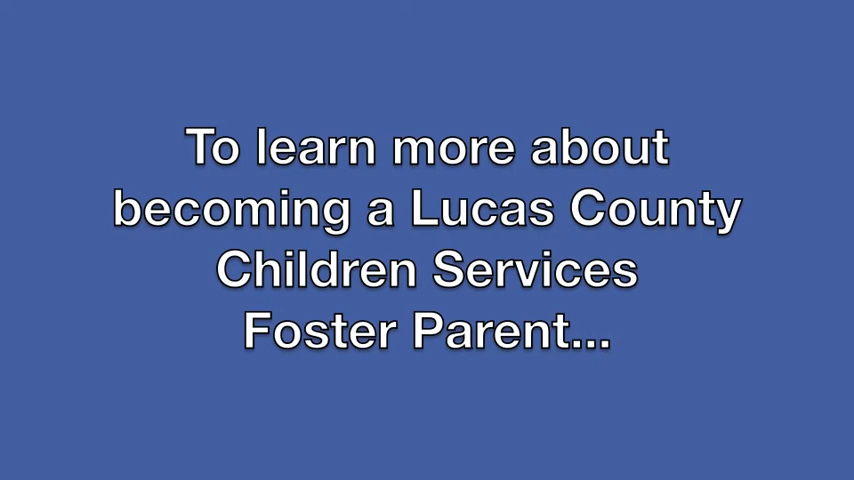 To learn more about
becoming a Lucas County
Children Services
Foster Parent...